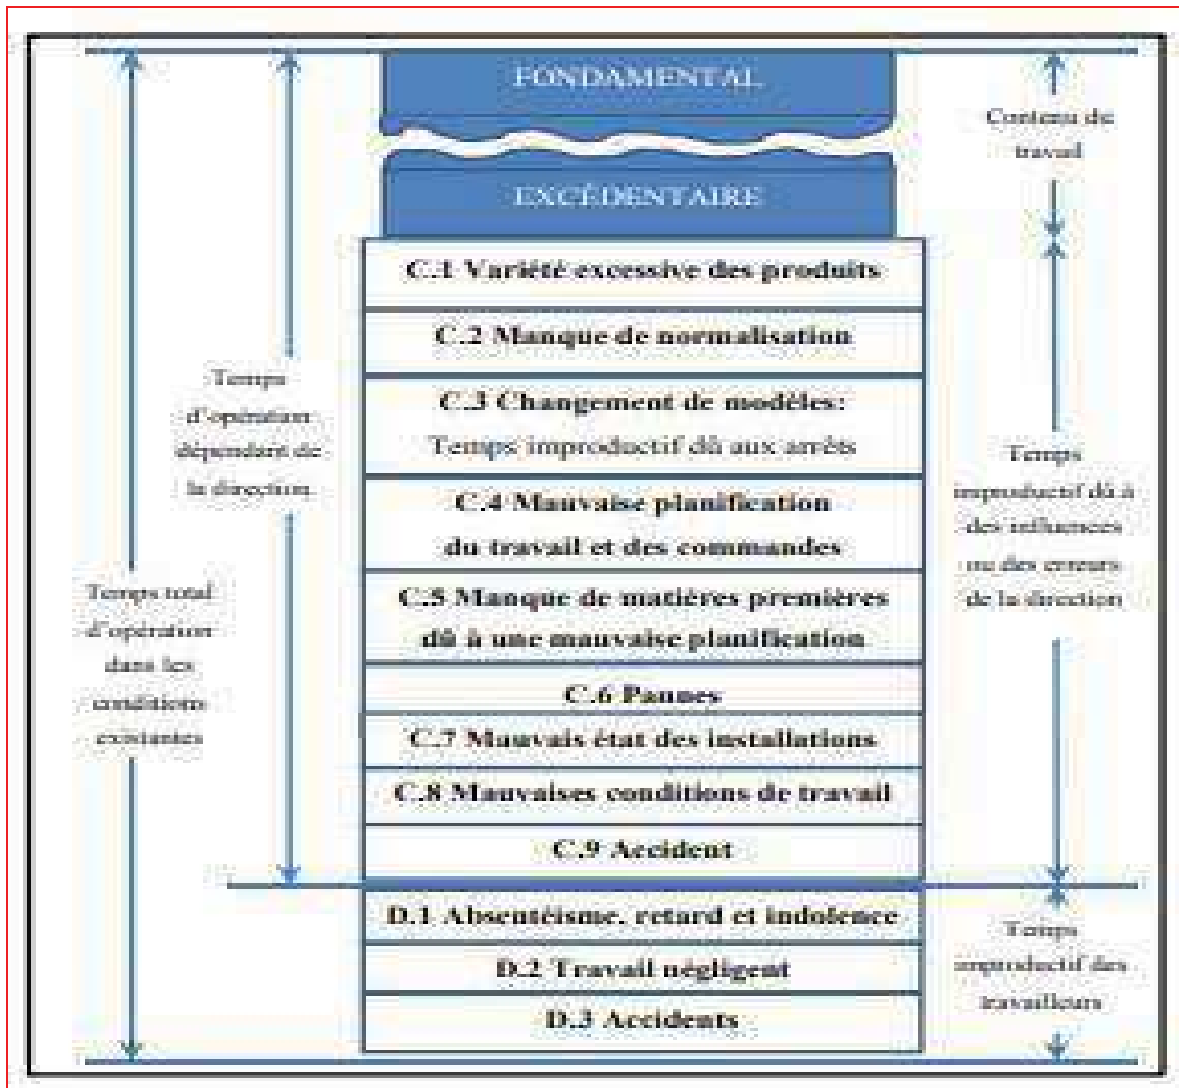 FONDAMENTAL
Contenu du
travail
EXCÉDENTAIRE
C.1 Variété excessive des produits
C.2 Manque de normalisation
C.3 Changement de modèles:
Temps improductif dû aux arrêts
C.4 Mauvaise planification
du travail et des commandes
C.5 Manque de matières premières
dû à une mauvaise planification
C.6 Pannes
C.7 Mauvais état des installations
C.8 Mauvaises conditions de travail
C.9 Accident
D.1 Absentéisme, retard et indolence
D.2 Travail négligent
D.3 Accidents
Temps
d'opération
dépendant de
la direction
Temps total
d'opération
dans les
conditions
existantes
Temps
improductif dû à
des influences
ou des erreurs
de la direction
Temps
improductif des
travailleurs